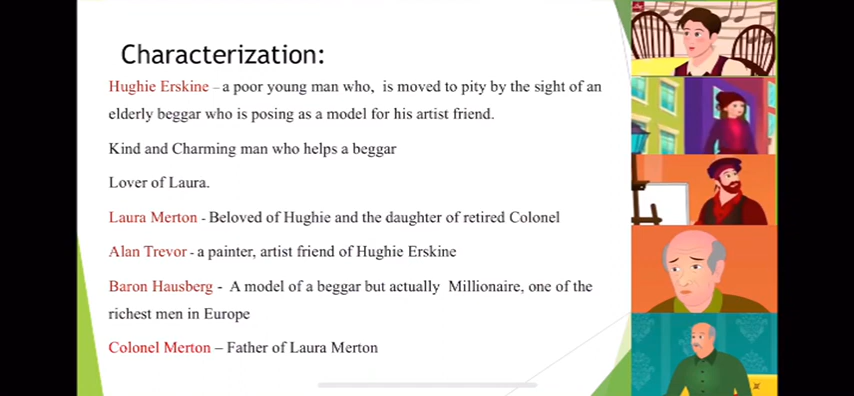 Characterization:
Hughie Erskine – a poor young man who, is moved to pity by the sight of an
elderly beggar who is posing as a model for his artist friend.
Kind and Charming man who helps a beggar
Lover of Laura.
Laura Merton - Beloved of Hughie and the daughter of retired Colonel
Alan Trevor - a painter, artist friend of Hughie Erskine
Baron Hausberg - A model of a beggar but actually Millionaire, one of the
richest men in Europe
Colonel Merton – Father of Laura Merton